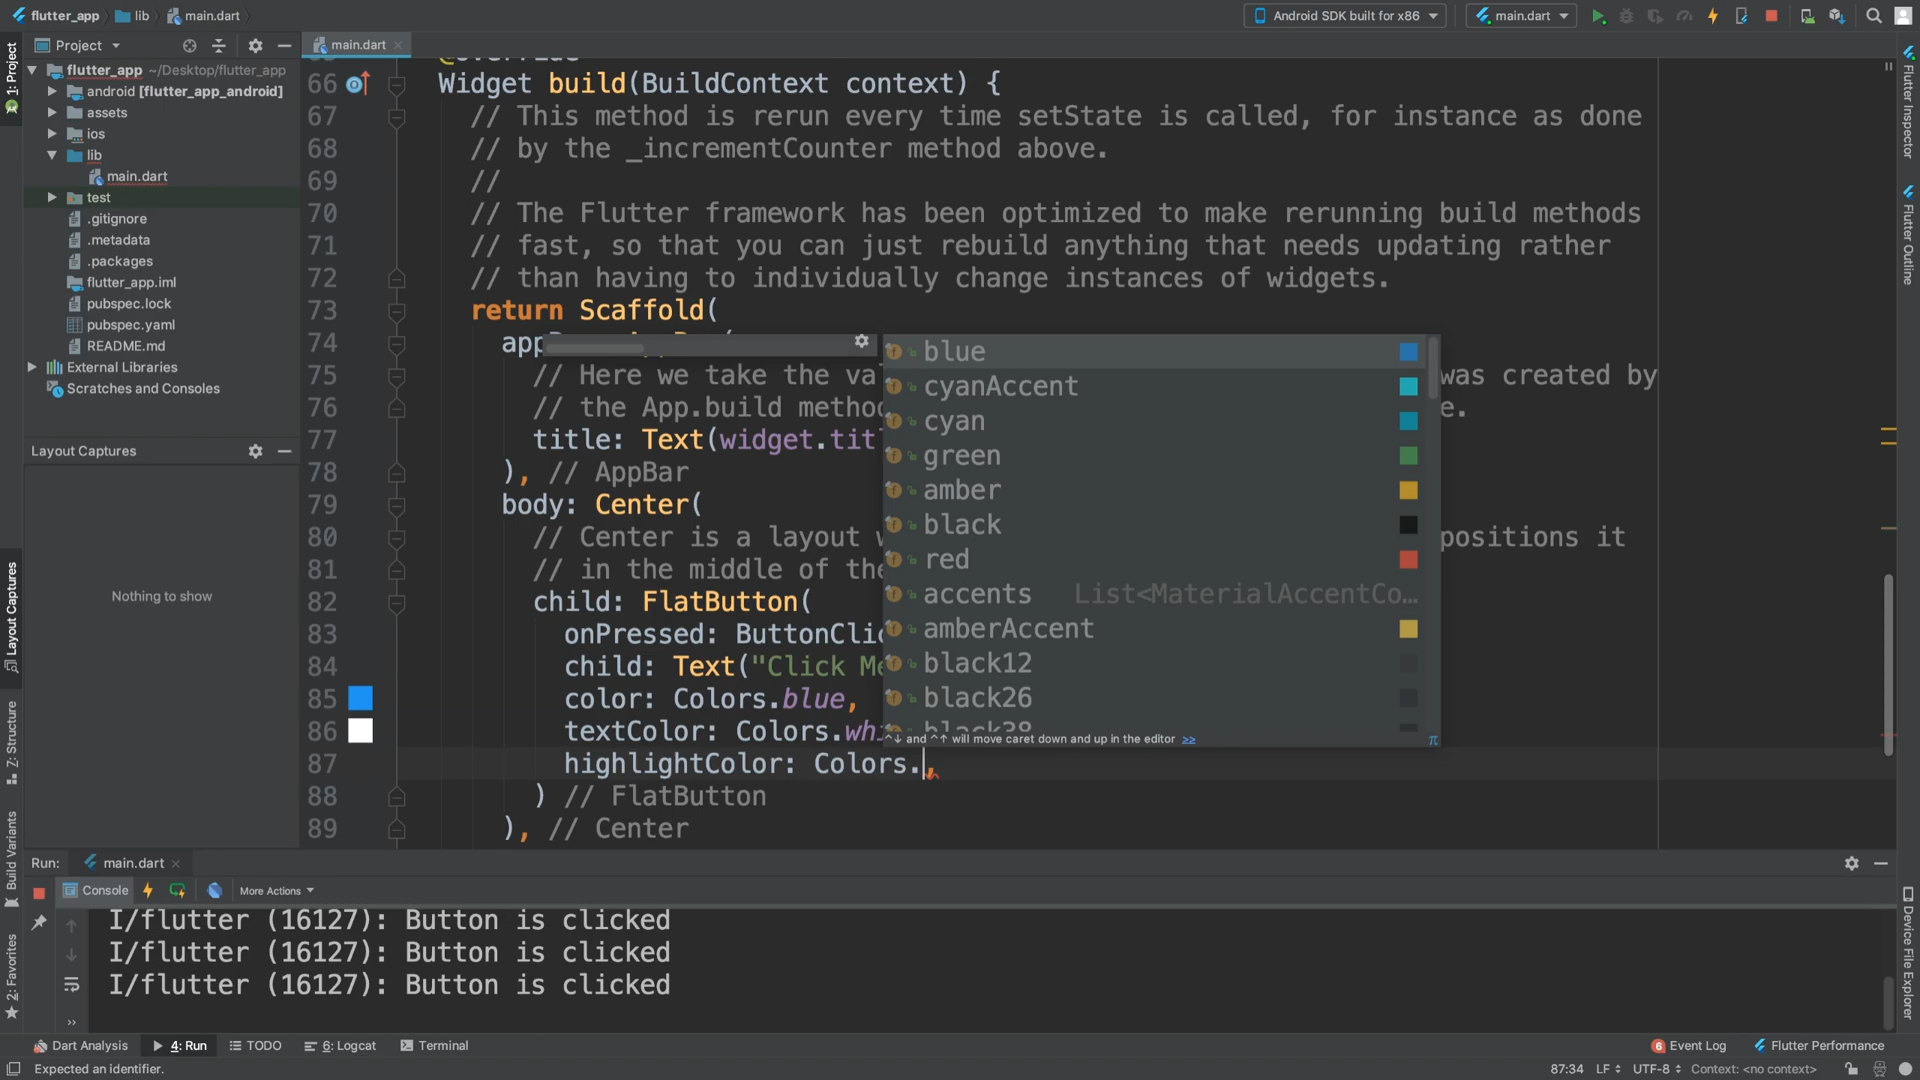 flutter_app
lib
main.dart
Android SDK built for x86
main.dart
1: Project
Project
main.dart
flutter_app ~/Desktop/flutter_app
android [flutter_app_android]
assets
ios
lib
main.dart
test
.gitignore
.metadata
.packages
flutter_app.iml
pubspec.lock
pubspec.yaml
README.md
External Libraries
Scratches and Consoles
Layout Captures
Nothing to show
Layout Captures
7: Structure
Build Variants
2: Favorites
@override
66 Widget build(BuildContext context) {
67 // This method is rerun every time setState is called, for instance as done
68 // by the _incrementCounter method above.
69 //
70 // The Flutter framework has been optimized to make rerunning build methods
71 // fast, so that you can just rebuild anything that needs updating rather
72 // than having to individually change instances of widgets.
73 return Scaffold(
74 app
75 // Here we take the va was created by
76 // the App.build metho e.
77 title: Text(widget.tit
78 ), // AppBar
79 body: Center(
80 // Center is a layout positions it
81 // in the middle of the
82 child: FlatButton(
83 onPressed: ButtonClic
84 child: Text("Click Me
85 color: Colors.blue,
86 textColor: Colors.whi
87 highlightColor: Colors.,
88 ) // FlatButton
89 ), // Center
blue
cyanAccent
cyan
green
amber
black
red
accents List<MaterialAccentCo…
amberAccent
black12
black26
black38
^↓ and ^↑ will move caret down and up in the editor >>
π
Flutter Inspector
Flutter Outline
Device File Explorer
Run: main.dart
Console
More Actions
I/flutter (16127): Button is clicked
I/flutter (16127): Button is clicked
I/flutter (16127): Button is clicked
Dart Analysis
4: Run
TODO
6: Logcat
Terminal
6 Event Log
Flutter Performance
Expected an identifier.
87:34 LF UTF-8 Context: <no context>